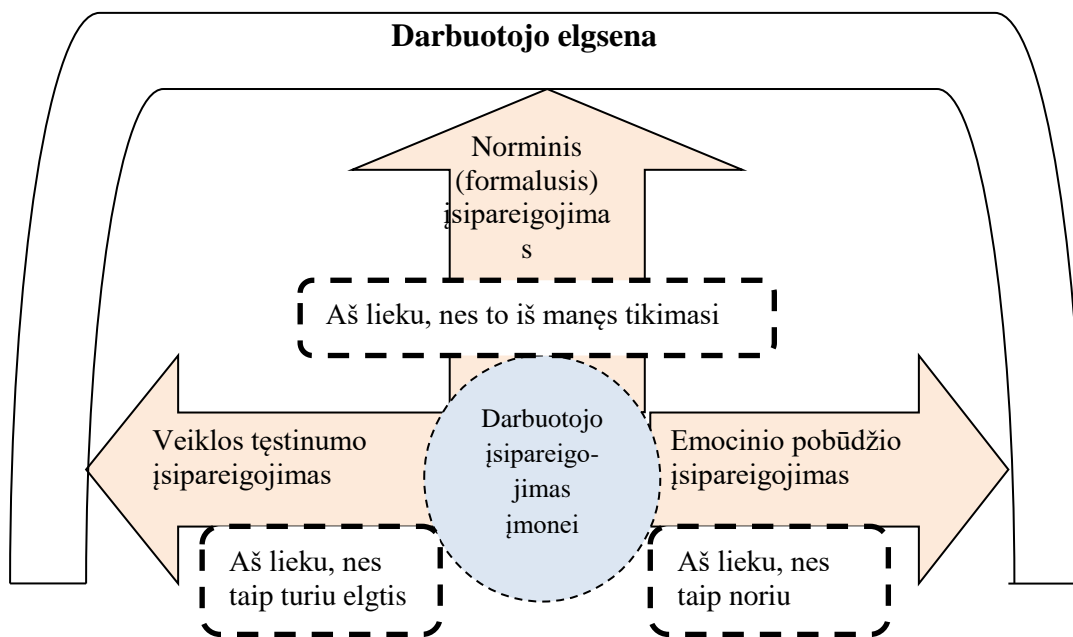 Darbuotojo elgsena
Norminis
(formalusis)
įsipareigojima
s
Aš lieku, nes to iš manęs tikimasi
Veiklos tęstinumo
įsipareigojimas
Darbuotojo
įsipareigo-
jimas
įmonei
Emocinio pobūdžio
įsipareigojimas
Aš lieku, nes
taip turiu elgtis
Aš lieku, nes
taip noriu